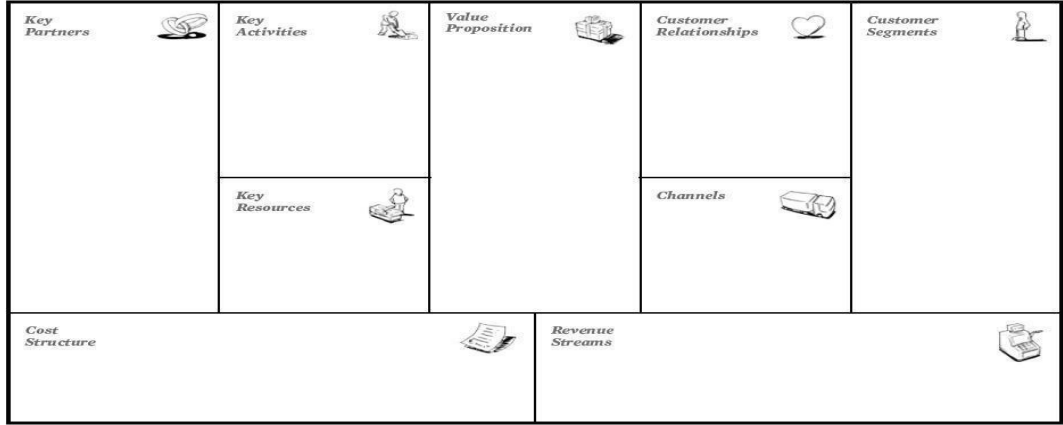 Key
Partners
Key
Activities
Value
Proposition
Customer
Relationships
Customer
Segments
Key
Resources
Channels
Cost
Structure
Revenue
Streams